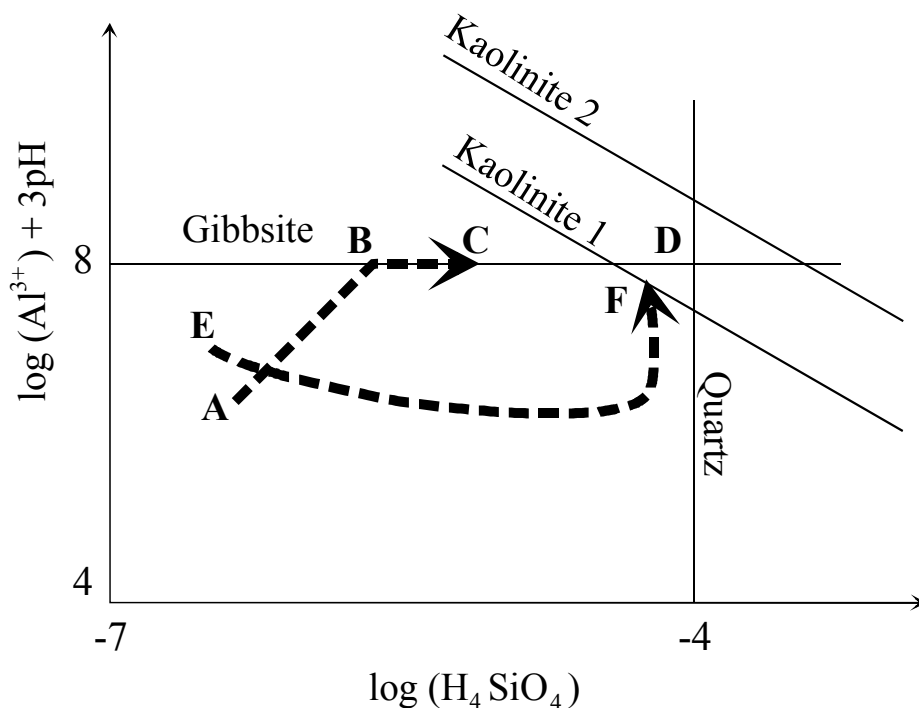 Kaolinite 2
Kaolinite 1
log (Al³⁺) + 3pH
Gibbsite
B
C
D
8
F
E
A
Quartz
4
-7
-4
log (H₄ SiO₄ )